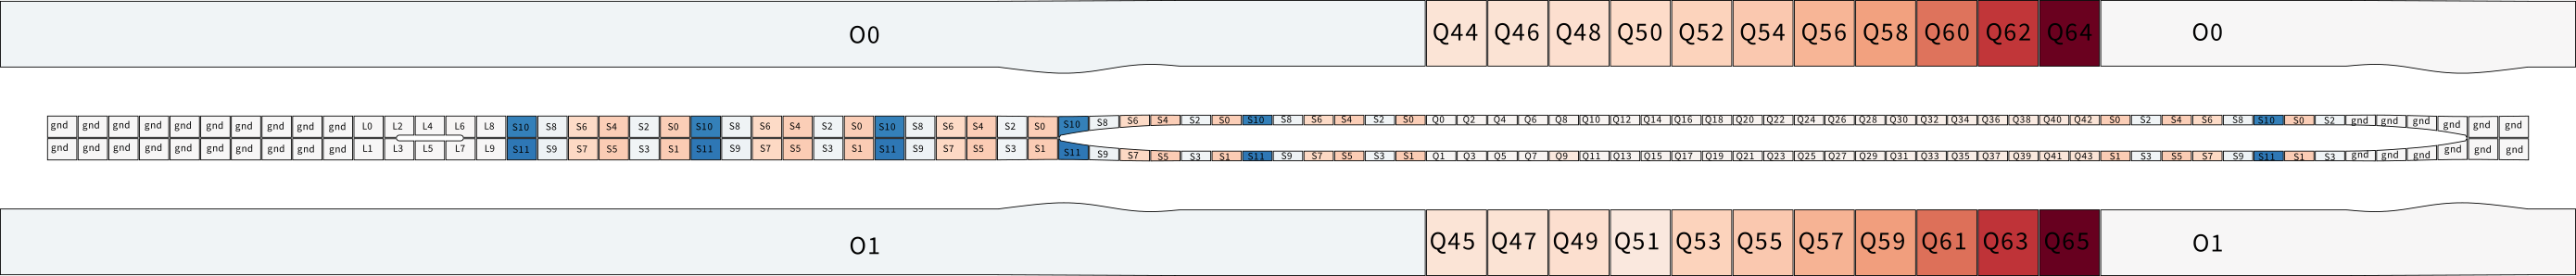 O0 Q44 Q46 Q48 Q50 Q52 Q54 Q56 Q58 Q60 Q62 Q64 O0
gnd gnd gnd gnd gnd gnd gnd gnd gnd gnd L0 L2 L4 L6 L8 S10 S8 S6 S4 S2 S0 S10 S8 S6 S4 S2 S0 S10 S8 S6 S4 S2 S0 S10 S8 S6 S4 S2 S0 S10 S8 S6 S4 S2 S0 Q0 Q2 Q4 Q6 Q8 Q10 Q12 Q14 Q16 Q18 Q20 Q22 Q24 Q26 Q28 Q30 Q32 Q34 Q36 Q38 Q40 Q42 S0 S2 S4 S6 S8 S10 S0 S2 gnd gnd gnd gnd gnd gnd
gnd gnd gnd gnd gnd gnd gnd gnd gnd gnd L1 L3 L5 L7 L9 S11 S9 S7 S5 S3 S1 S11 S9 S7 S5 S3 S1 S11 S9 S7 S5 S3 S1 S11 S9 S7 S5 S3 S1 S11 S9 S7 S5 S3 S1 Q1 Q3 Q5 Q7 Q9 Q11 Q13 Q15 Q17 Q19 Q21 Q23 Q25 Q27 Q29 Q31 Q33 Q35 Q37 Q39 Q41 Q43 S1 S3 S5 S7 S9 S11 S1 S3 gnd gnd gnd gnd gnd gnd
O1 Q45 Q47 Q49 Q51 Q53 Q55 Q57 Q59 Q61 Q63 Q65 O1